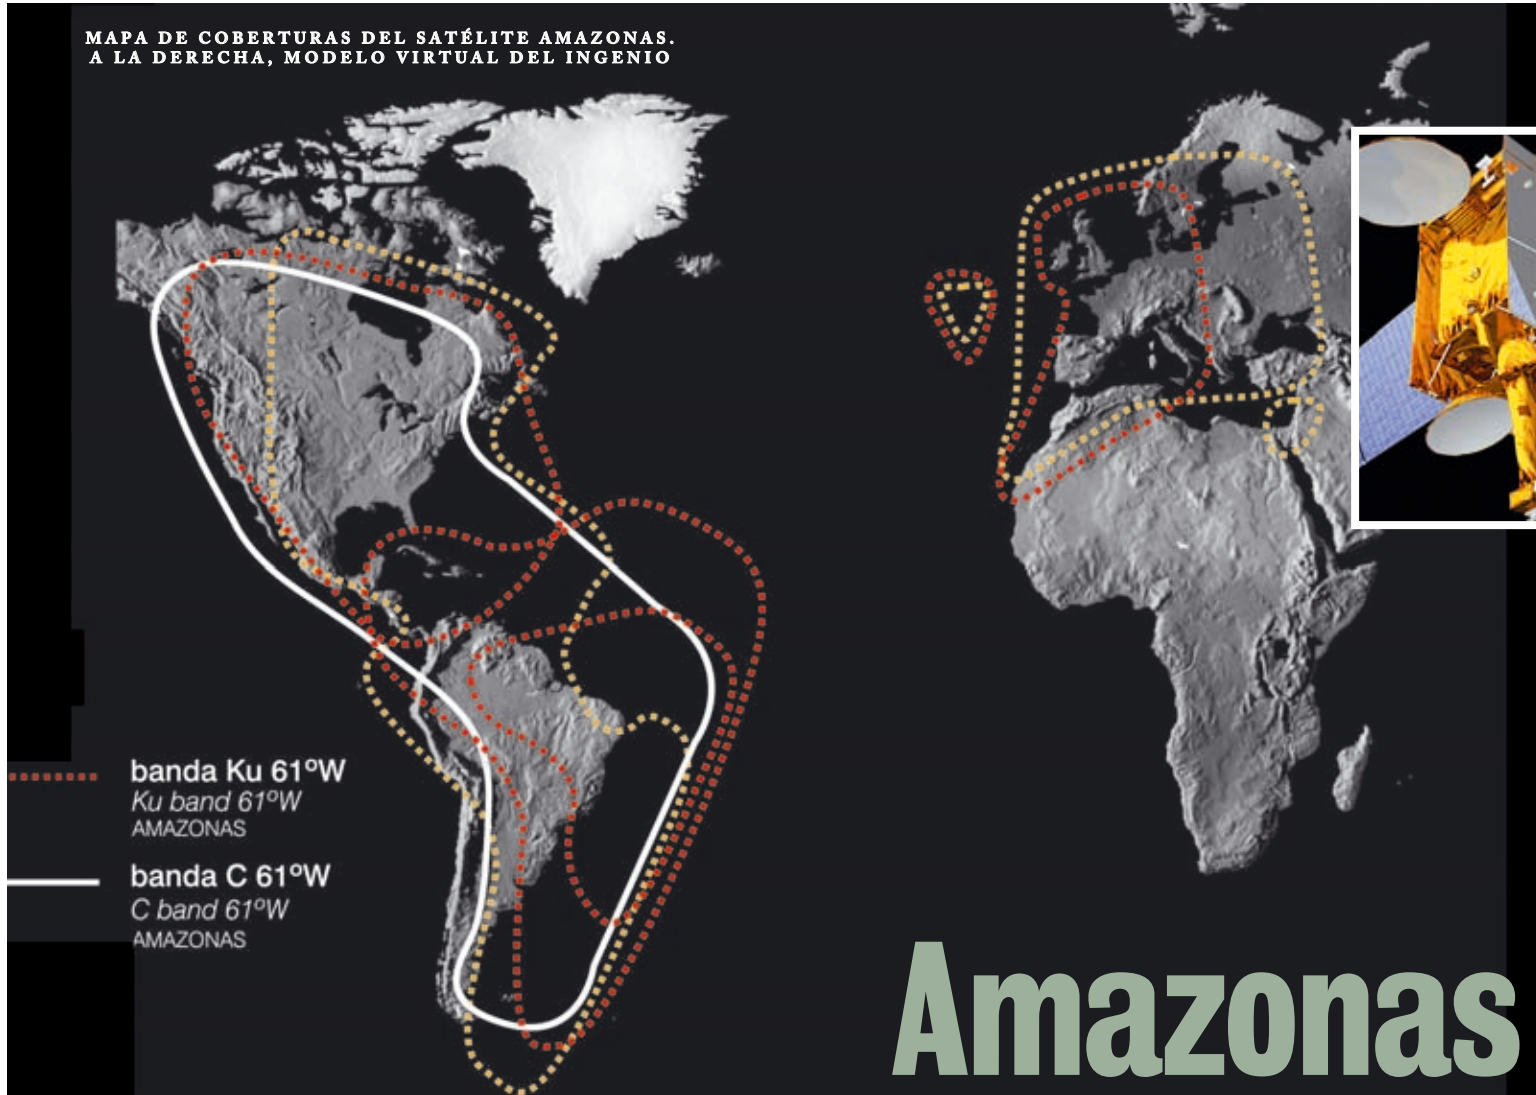 MAPA DE COBERTURAS DEL SATÉLITE AMAZONAS.
A LA DERECHA, MODELO VIRTUAL DEL INGENIO
banda Ku 61ºW
Ku band 61ºW
AMAZONAS
banda C 61ºW
C band 61ºW
AMAZONAS
Amazonas